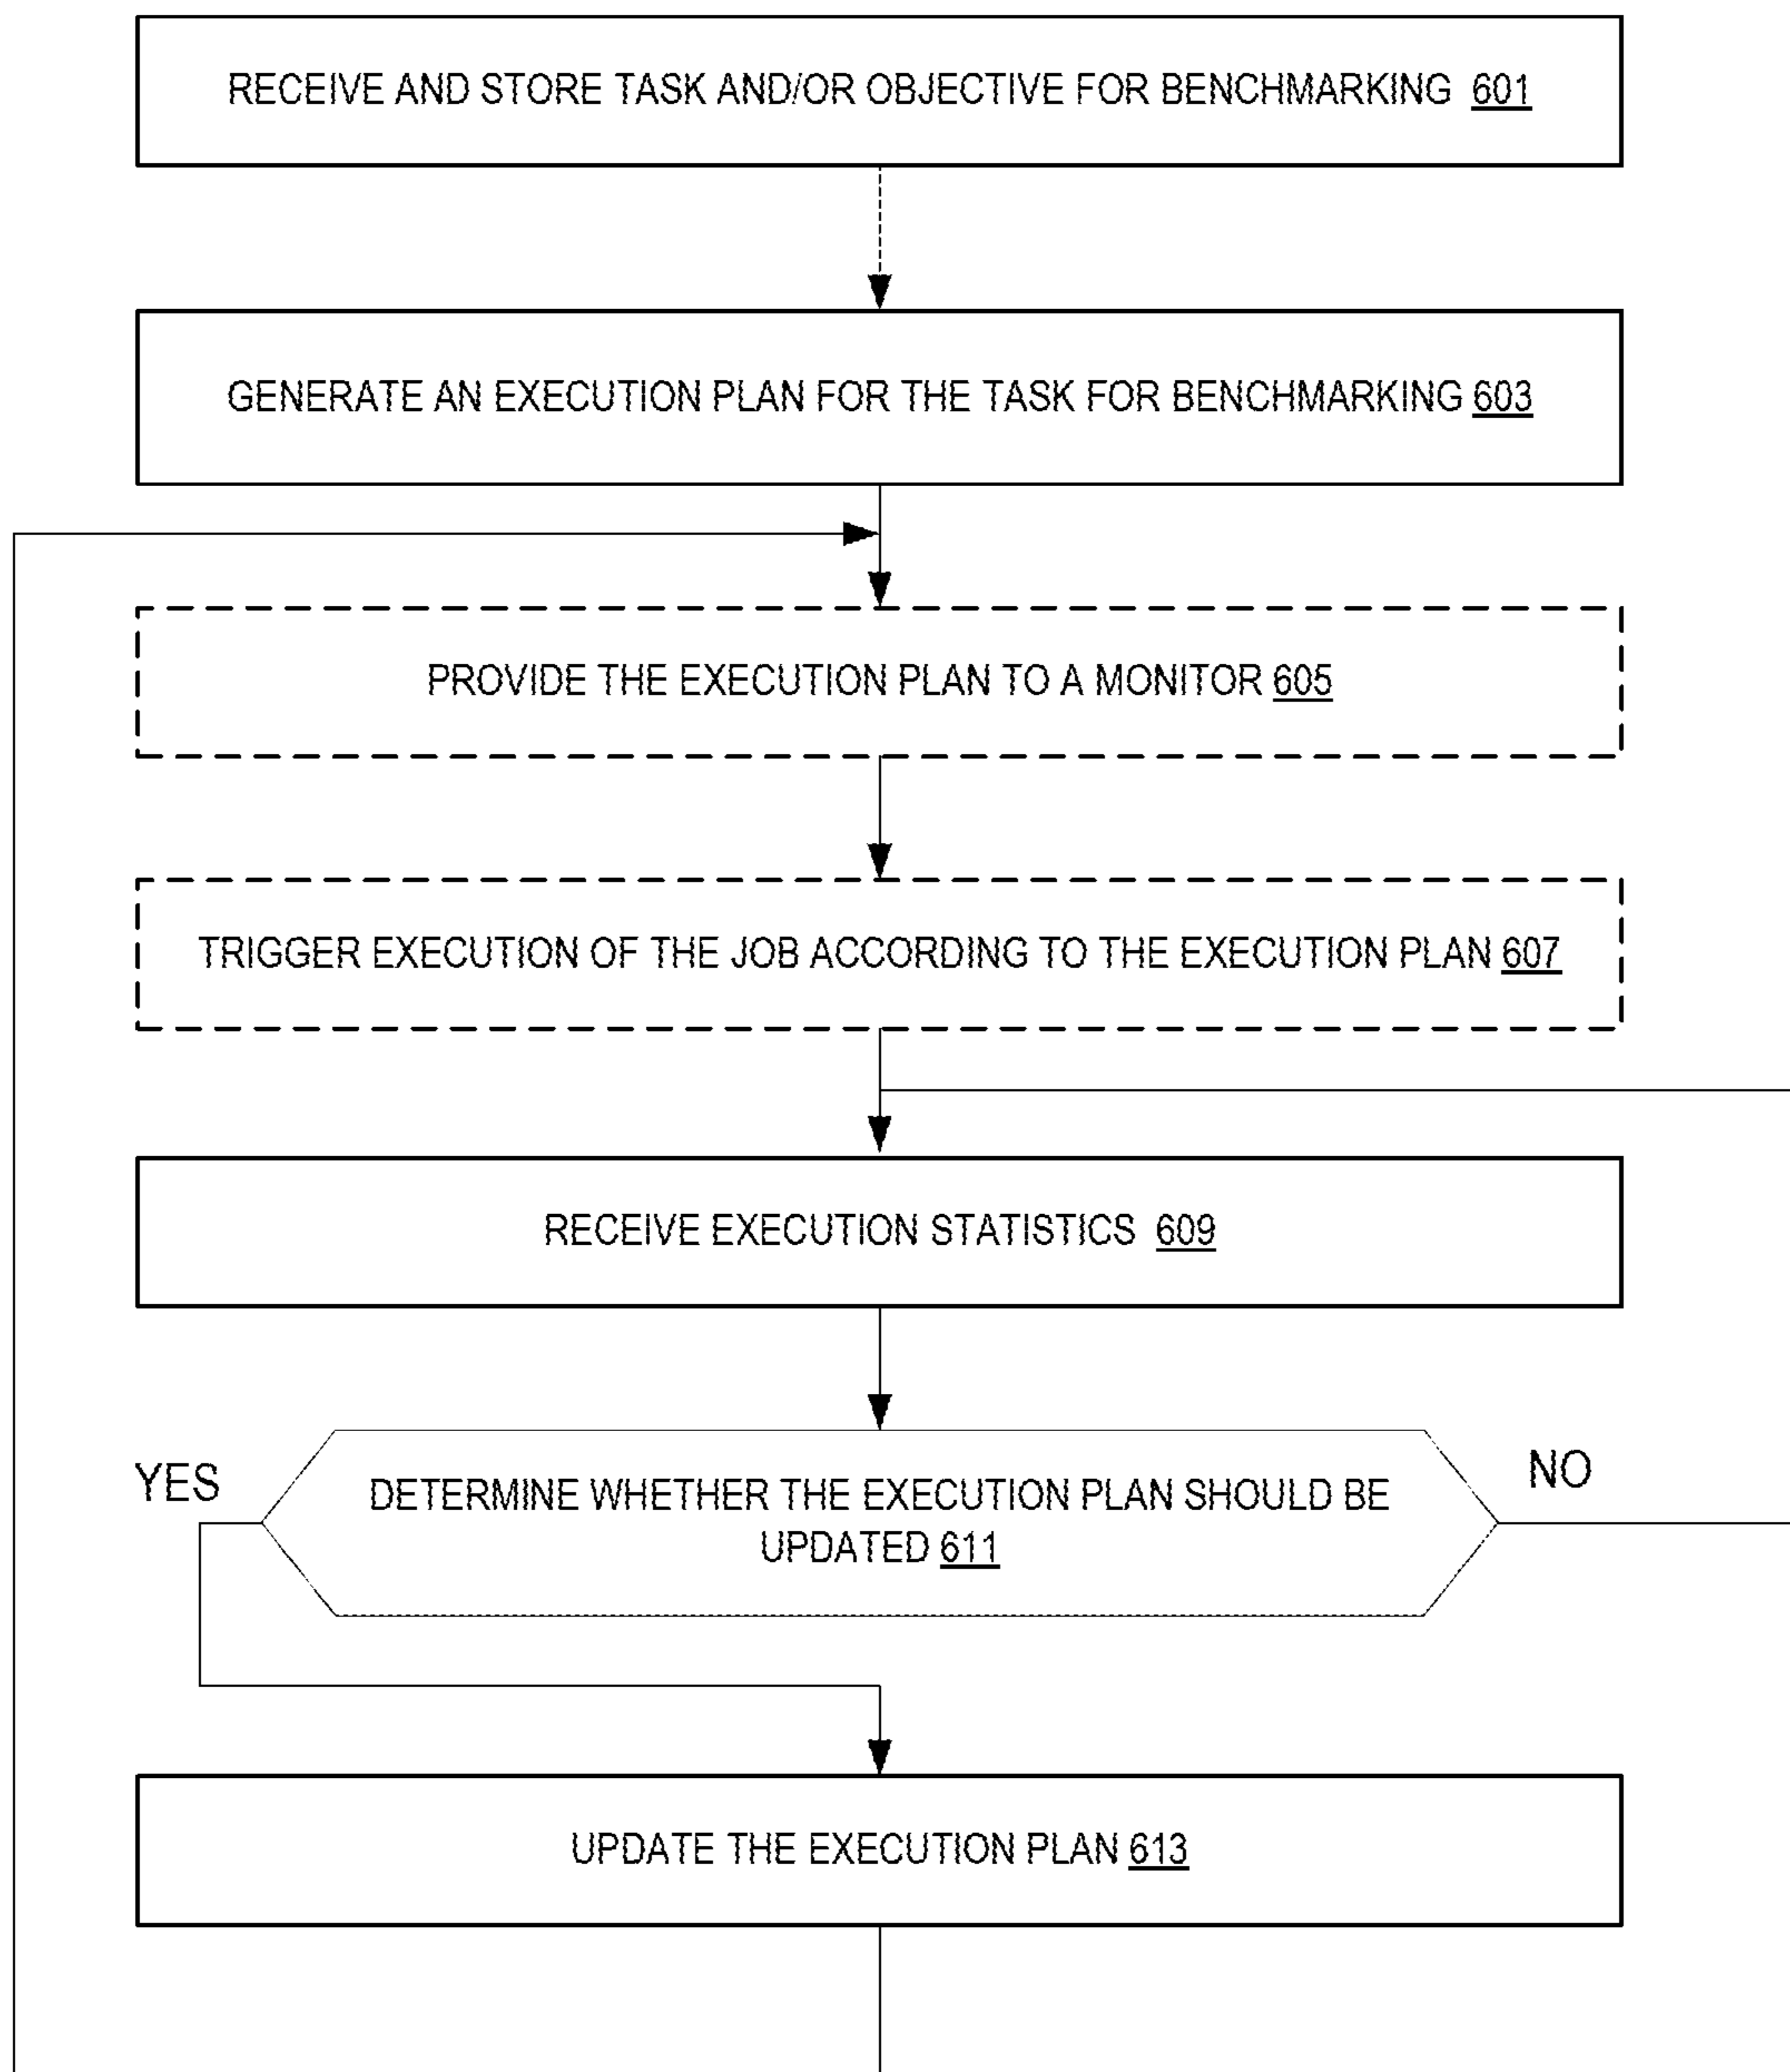 RECEIVE AND STORE TASK AND/OR OBJECTIVE FOR BENCHMARKING 601
GENERATE AN EXECUTION PLAN FOR THE TASK FOR BENCHMARKING 603
PROVIDE THE EXECUTION PLAN TO A MONITOR 605
TRIGGER EXECUTION OF THE JOB ACCORDING TO THE EXECUTION PLAN 607
RECEIVE EXECUTION STATISTICS 609
YES
NO
DETERMINE WHETHER THE EXECUTION PLAN SHOULD BE
UPDATED 611
UPDATE THE EXECUTION PLAN 613